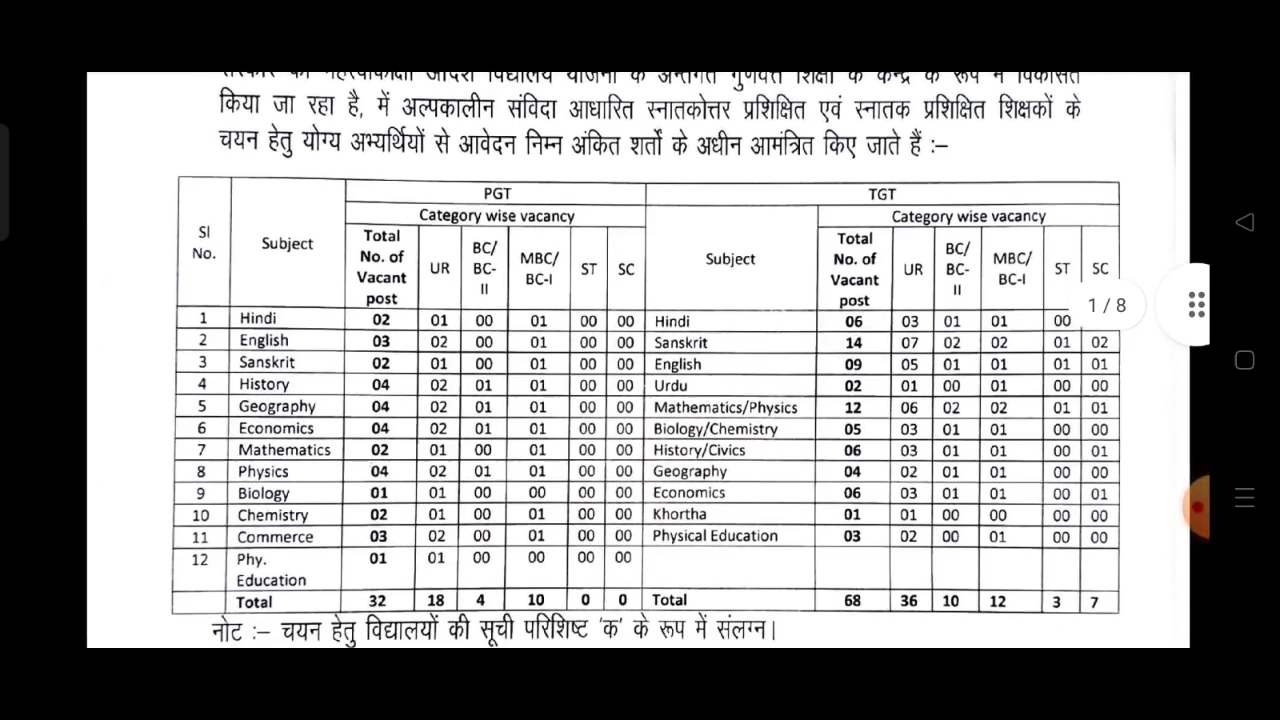 किया जा रहा है, में अल्पकालीन संविदा आधारित स्नातकोत्तर प्रशिक्षित एवं स्नातक प्रशिक्षित शिक्षकों के
चयन हेतु योग्य अभ्यर्थियों से आवेदन निम्न अंकित शर्तो के अधीन आमंत्रित किए जाते हैं :–
Sl No. Subject PGT TGT
Category wise vacancy Subject Category wise vacancy
Total No. of Vacant post UR BC/ BC- II MBC/ BC-I ST SC Total No. of Vacant post UR BC/ BC- II MBC/ BC-I ST SC
1 / 8
1 Hindi 02 01 00 01 00 00 Hindi 06 03 01 01 00
2 English 03 02 00 01 00 00 Sanskrit 14 07 02 02 01 02
3 Sanskrit 02 01 00 01 00 00 English 09 05 01 01 01 01
4 History 04 02 01 01 00 00 Urdu 02 01 00 01 00 00
5 Geography 04 02 01 01 00 00 Mathematics/Physics 12 06 02 02 01 01
6 Economics 04 02 01 01 00 00 Biology/Chemistry 05 03 01 01 00 00
7 Mathematics 02 01 00 01 00 00 History/Civics 06 03 01 01 00 01
8 Physics 04 02 01 01 00 00 Geography 04 02 01 01 00 00
9 Biology 01 01 00 00 00 00 Economics 06 03 01 01 00 01
10 Chemistry 02 01 00 01 00 00 Khortha 01 01 00 00 00 00
11 Commerce 03 02 00 01 00 00 Physical Education 03 02 00 01 00 00
12 Phy. Education 01 01 00 00 00 00
Total 32 18 4 10 0 0 Total 68 36 10 12 3 7
नोट :– चयन हेतु विद्यालयों की सूची परिशिष्ट 'क' के रूप में संलग्न।